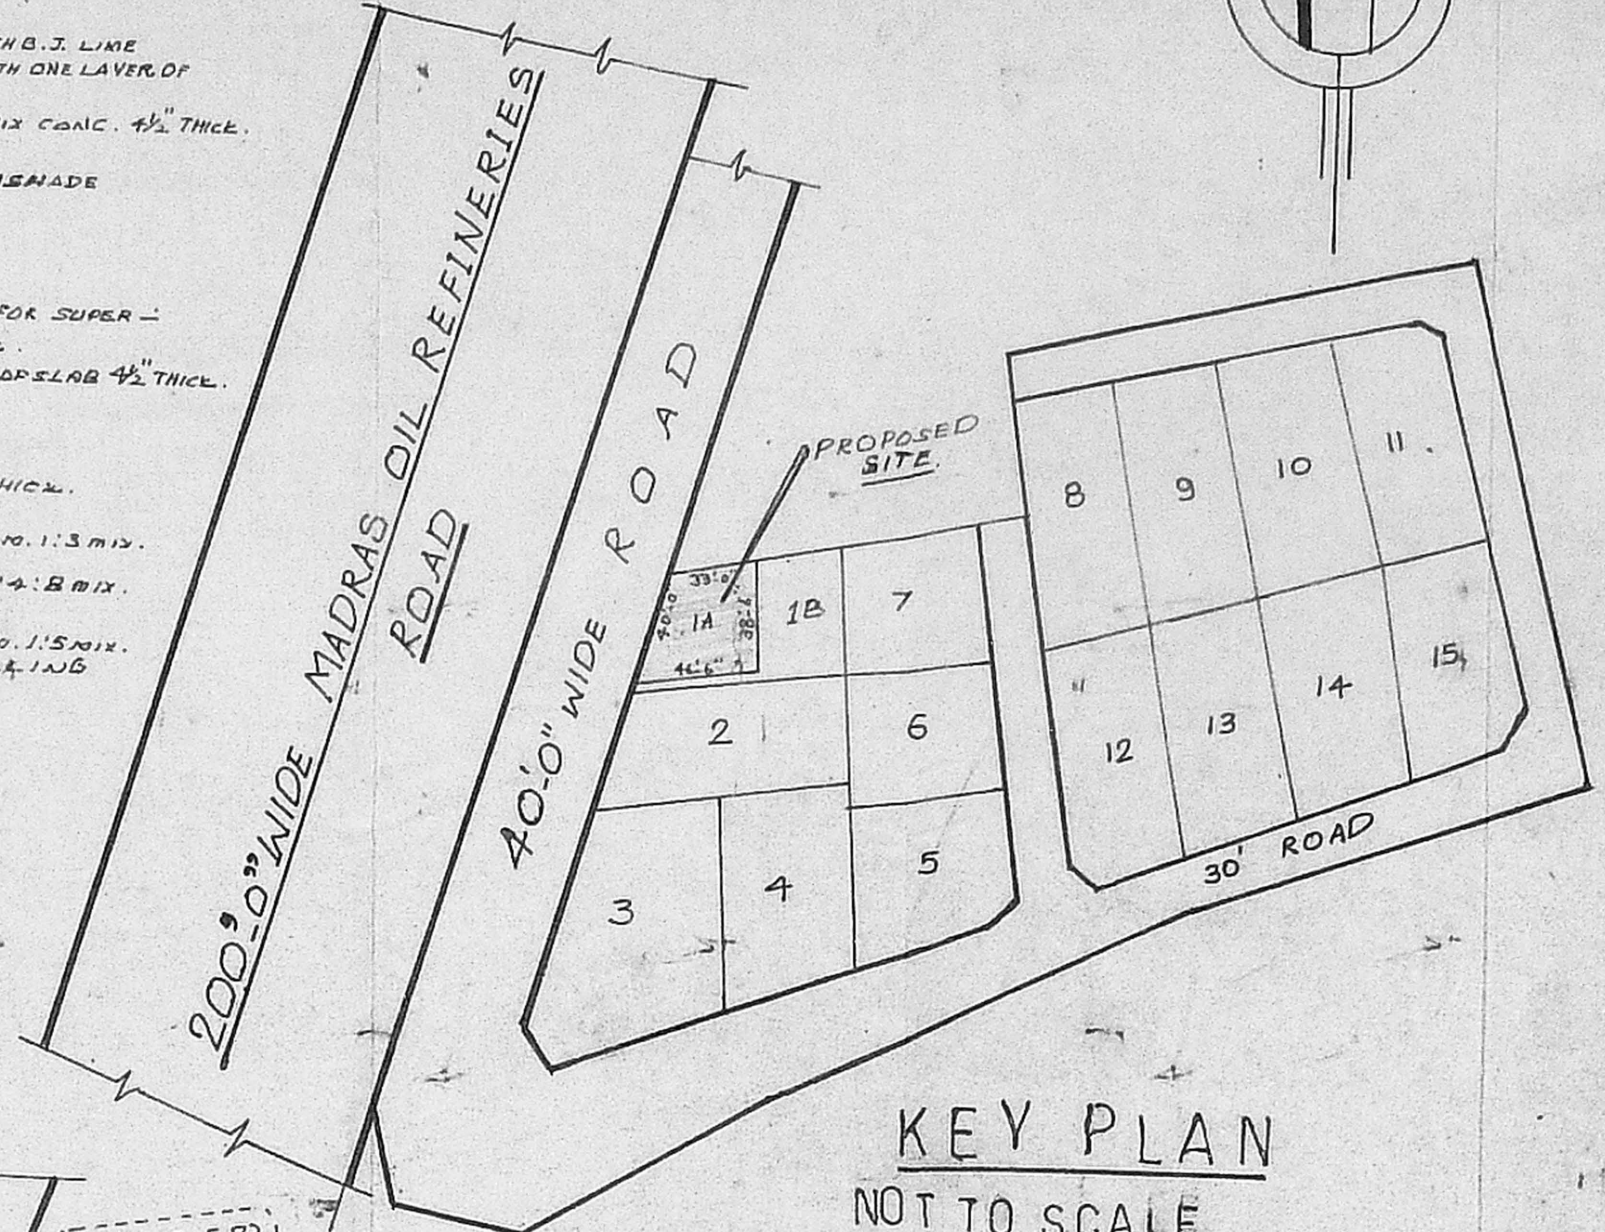 H B.J. LIME
TH ONE LAYER OF
IX CONC. 4½" THICK.
SHADE
FOR SUPER-
OF SLAB 4½" THICK.
HICK.
1:3 MIX.
4:8 MIX.
1:5 MIX.
KING
200'-0" WIDE MADRAS OIL REFINERIES
ROAD
40'-0" WIDE ROAD
PROPOSED
SITE.
33'-0"
40'-0"
1A
38'-6"
1B
7
2
6
3
4
5
8
9
10
11
12
13
14
15
30' ROAD
KEY PLAN
NOT TO SCALE